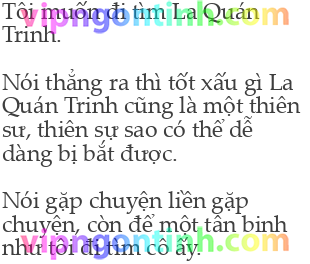 Tôi muốn đi tìm La Quán
Trinh.
Nói thẳng ra thì tốt xấu gì La
Quán Trinh cũng là một thiên
sư, thiên sự sao có thể dễ
dàng bị bắt được.
Nói gặp chuyện liền gặp
chuyện, còn để một tân binh
như tôi đi tìm cô ấy.
vipngontinh.com
vipngontinh.com